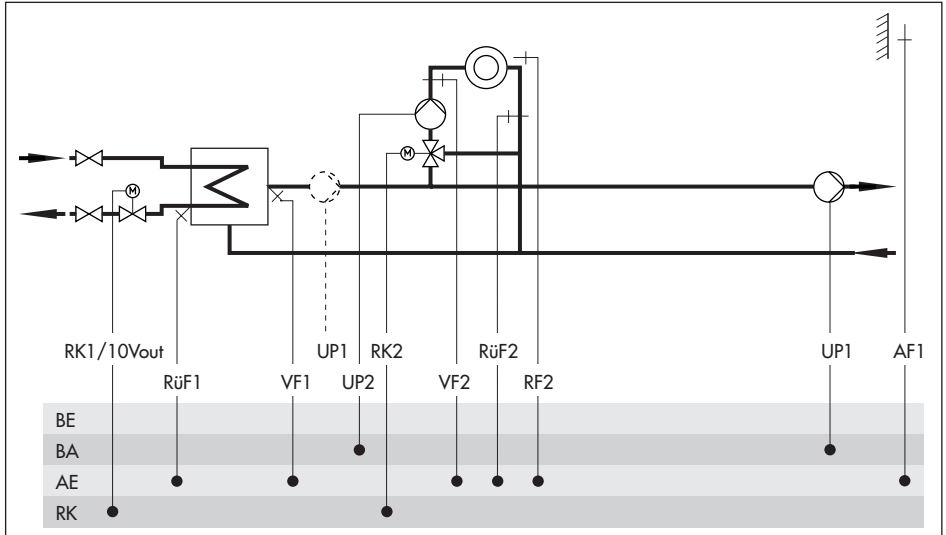 M
M
RK1/10Vout
UP1
RK2
RüF2
UP1
AF1
RüF1
VF1
UP2
VF2
RF2
BE
BA
AE
RK